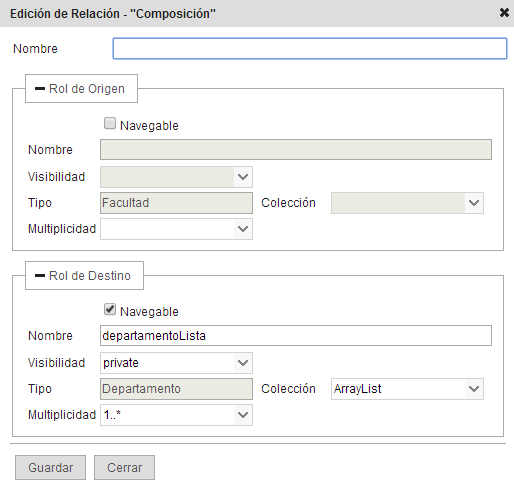 Edición de Relación - "Composición"
Nombre
Rol de Origen
Navegable
Nombre
Visibilidad
Tipo Facultad Colección
Multiplicidad
Rol de Destino
Navegable
Nombre departamentoLista
Visibilidad private
Tipo Departamento Colección ArrayList
Multiplicidad 1..*
Guardar Cerrar